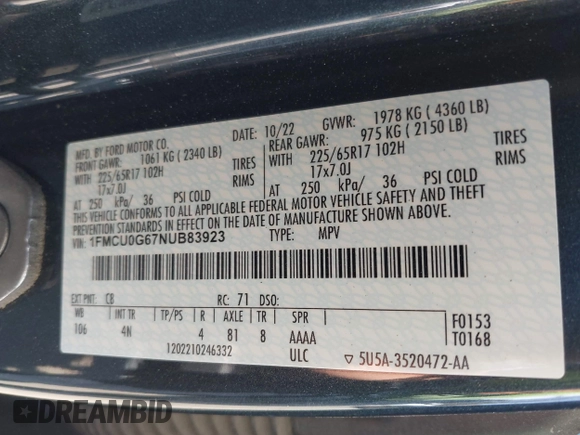 MFD. BY FORD MOTOR CO. DATE: 10/22 GVWR: 1978 KG ( 4360 LB)
FRONT GAWR: 1061 KG ( 2340 LB) REAR GAWR: 975 KG ( 2150 LB)
WITH 225/65R17 102H TIRES WITH 225/65R17 102H TIRES
17x7.0J RIMS 17x7.0J RIMS
AT 250 kPa/ 36 PSI COLD AT 250 kPa/ 36 PSI COLD
THIS VEHICLE CONFORMS TO ALL APPLICABLE FEDERAL MOTOR VEHICLE SAFETY/BUMPER
AND THEFT PREVENTION STANDARDS IN EFFECT ON THE DATE OF MANUFACTURE SHOWN ABOVE.
VIN: 1FMCU0G67NUB83923 TYPE: MPV
EXT PNT: CB RC: 71 DSO:
WB INT TR TP/PS R AXLE TR SPR
106 4N 4 81 8 AAAA
F0153
T0168
1202210246332 ULC 5U5A-3520472-AA
DREAMBID